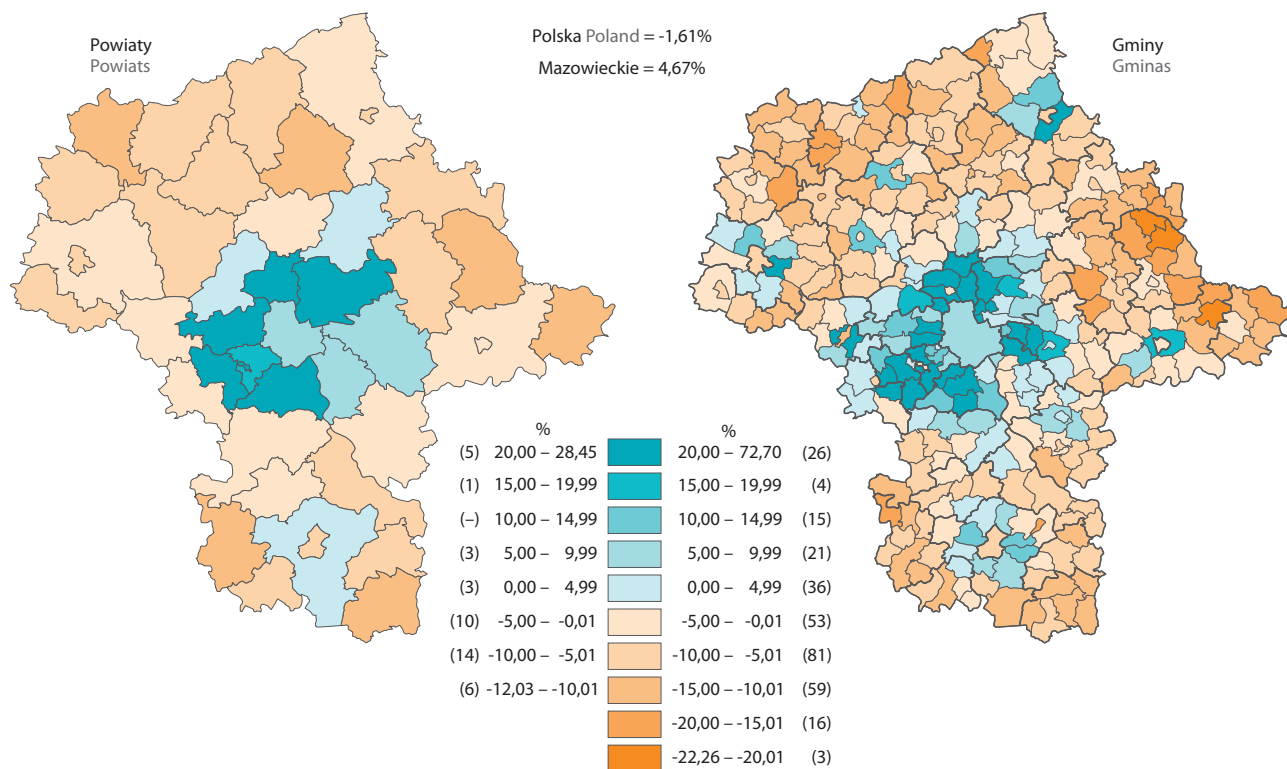 Powiaty
Powiats
Polska Poland = -1,61%
Mazowieckie = 4,67%
Gminy
Gminas
% %
(5) 20,00 – 28,45 20,00 – 72,70 (26)
(1) 15,00 – 19,99 15,00 – 19,99 (4)
(–) 10,00 – 14,99 10,00 – 14,99 (15)
(3) 5,00 – 9,99 5,00 – 9,99 (21)
(3) 0,00 – 4,99 0,00 – 4,99 (36)
(10) -5,00 – -0,01 -5,00 – -0,01 (53)
(14) -10,00 – -5,01 -10,00 – -5,01 (81)
(6) -12,03 – -10,01 -15,00 – -10,01 (59)
-20,00 – -15,01 (16)
-22,26 – -20,01 (3)